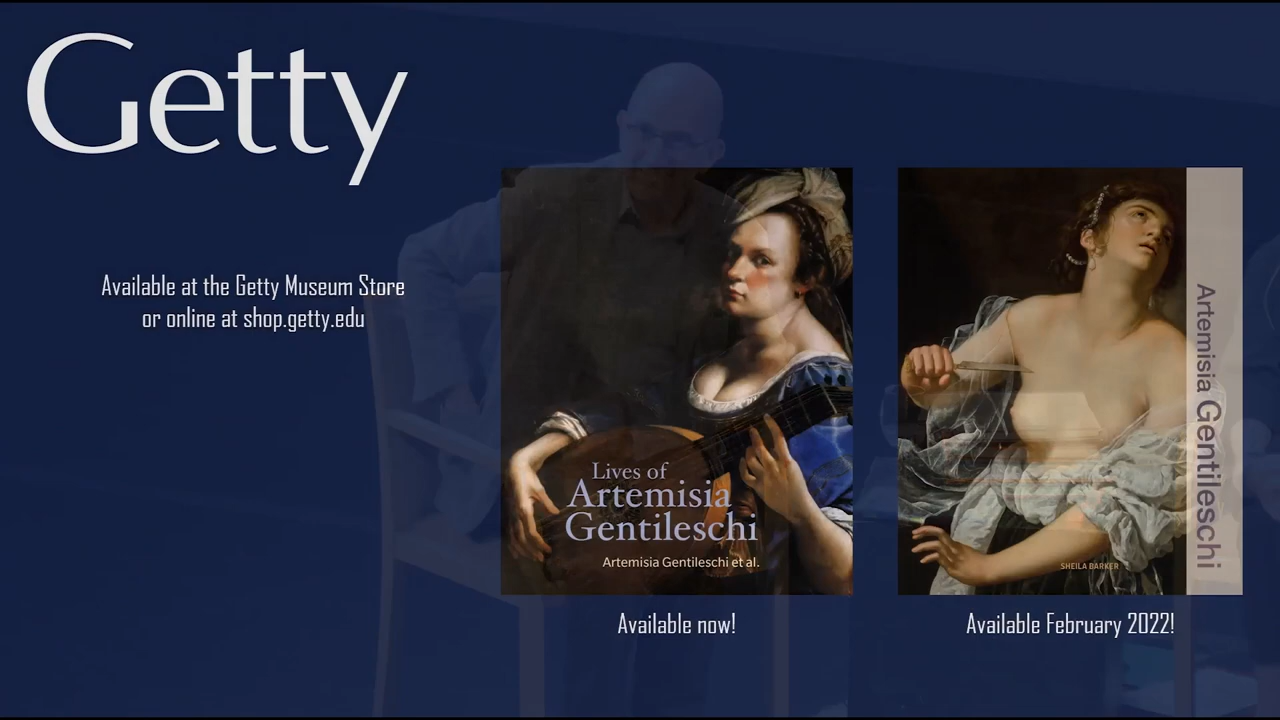 Getty
Available at the Getty Museum Store
or online at shop.getty.edu
Lives of
Artemisia
Gentileschi
Artemisia Gentileschi et al.
Available now!
Artemisia Gentileschi
SHEILA BARKER
Available February 2022!